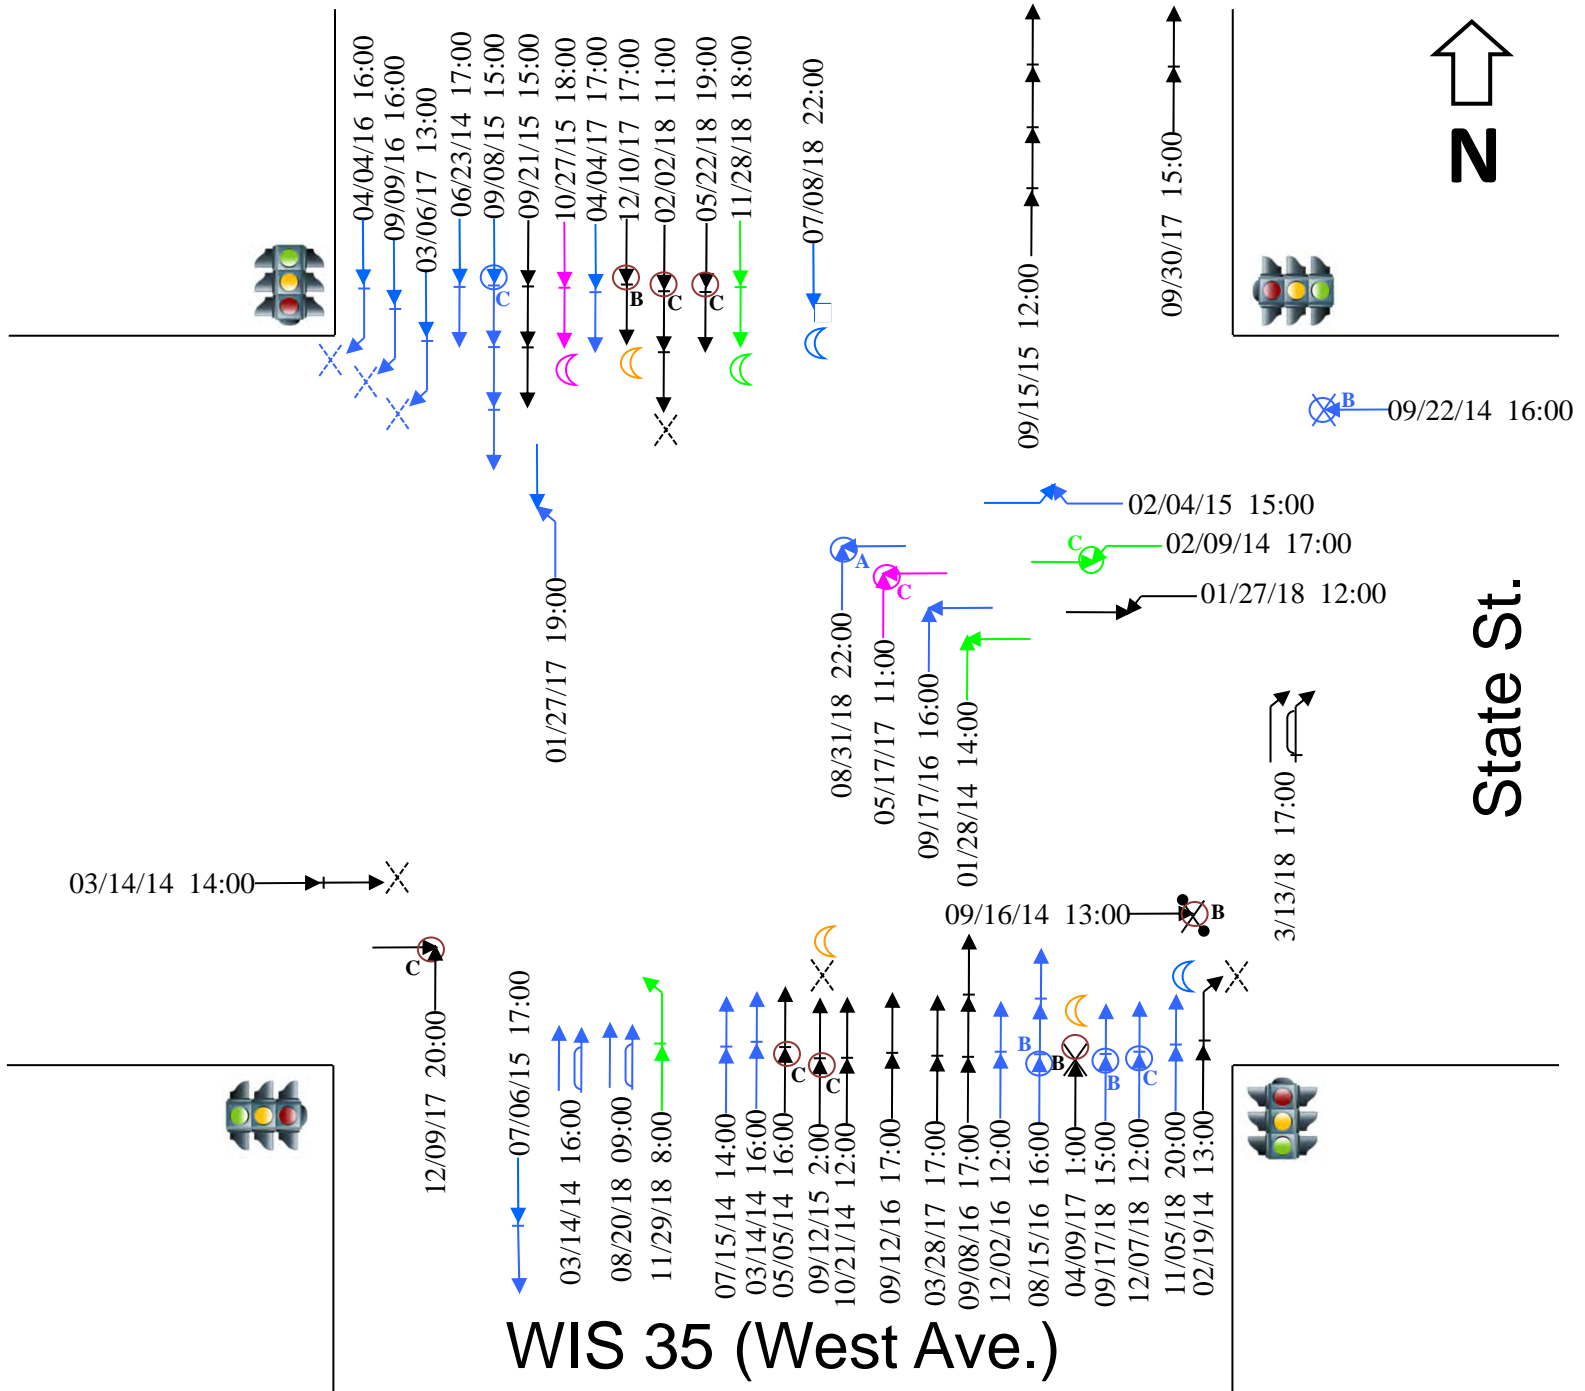 04/04/16 16:00
09/09/16 16:00
03/06/17 13:00
06/23/14 17:00
09/08/15 15:00
09/21/15 15:00
10/27/15 18:00
04/04/17 17:00
12/10/17 17:00
02/02/18 11:00
05/22/18 19:00
11/28/18 18:00
07/08/18 22:00
09/15/15 12:00
09/30/17 15:00
N
C
B
C
C
B
09/22/14 16:00
02/04/15 15:00
C
02/09/14 17:00
01/27/18 12:00
A
C
01/27/17 19:00
08/31/18 22:00
05/17/17 11:00
09/17/16 16:00
01/28/14 14:00
State St.
3/13/18 17:00
03/14/14 14:00
09/16/14 13:00
B
C
12/09/17 20:00
07/06/15 17:00
03/14/14 16:00
08/20/18 09:00
11/29/18 8:00
07/15/14 14:00
03/14/14 16:00
05/05/14 16:00
C
09/12/15 2:00
C
10/21/14 12:00
09/12/16 17:00
03/28/17 17:00
09/08/16 17:00
12/02/16 12:00
B
08/15/16 16:00
B
04/09/17 1:00
B
09/17/18 15:00
C
12/07/18 12:00
11/05/18 20:00
02/19/14 13:00
WIS 35 (West Ave.)